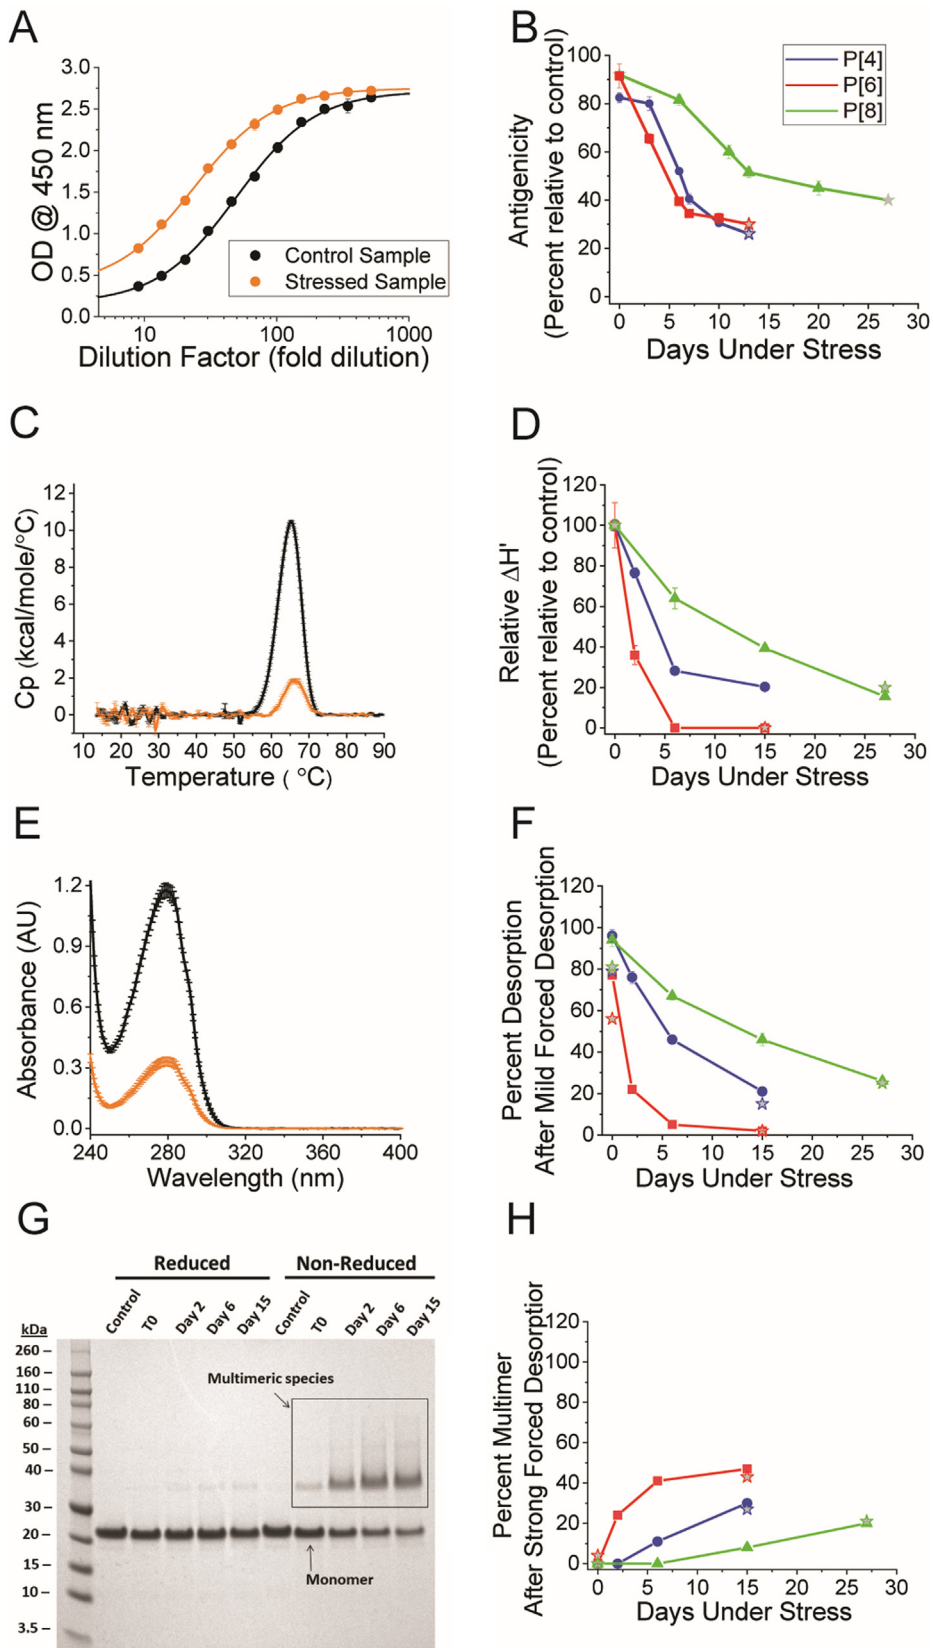 A
3.0
2.5
2.0
1.5
1.0
0.5
0.0
OD @ 450 nm
Control Sample
Stressed Sample
10 100 1000
Dilution Factor (fold dilution)
B
100
80
60
40
20
0
Antigenicity
(Percent relative to control)
P[4]
P[6]
P[8]
0 5 10 15 20 25 30
Days Under Stress
C
12
10
8
6
4
2
0
Cp (kcal/mole/°C)
10 20 30 40 50 60 70 80 90
Temperature ( °C)
D
120
100
80
60
40
20
0
Relative ΔH'
(Percent relative to control)
0 5 10 15 20 25 30
Days Under Stress
E
1.2
0.9
0.6
0.3
0.0
Absorbance (AU)
240 280 320 360 400
Wavelength (nm)
F
120
100
80
60
40
20
0
Percent Desorption
After Mild Forced Desorption
0 5 10 15 20 25 30
Days Under Stress
G
Reduced Non-Reduced
Control T0 Day 2 Day 6 Day 15 Control T0 Day 2 Day 6 Day 15
kDa
260
160
110
80
60
50
40
30
20
15
10
3.5
Multimeric species
Monomer
H
120
100
80
60
40
20
0
Percent Multimer
After Strong Forced Desorptior
0 5 10 15 20 25 30
Days Under Stress